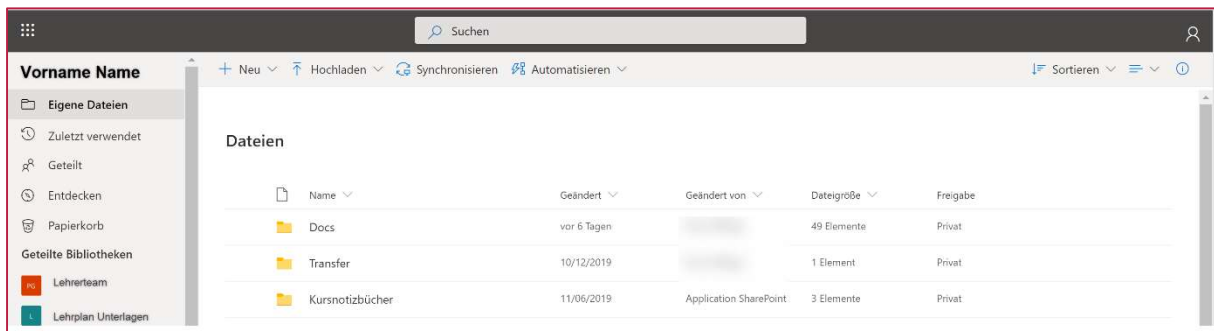 Suchen
Vorname Name
Neu Hochladen Synchronisieren Automatisieren Sortieren
Eigene Dateien
Zuletzt verwendet
Geteilt
Entdecken
Papierkorb
Geteilte Bibliotheken
PG Lehrerteam
L Lehrplan Unterlagen
Dateien
Name Geändert Geändert von Dateigröße Freigabe
Docs vor 6 Tagen 49 Elemente Privat
Transfer 10/12/2019 1 Element Privat
Kursnotizbücher 11/06/2019 Application SharePoint 3 Elemente Privat